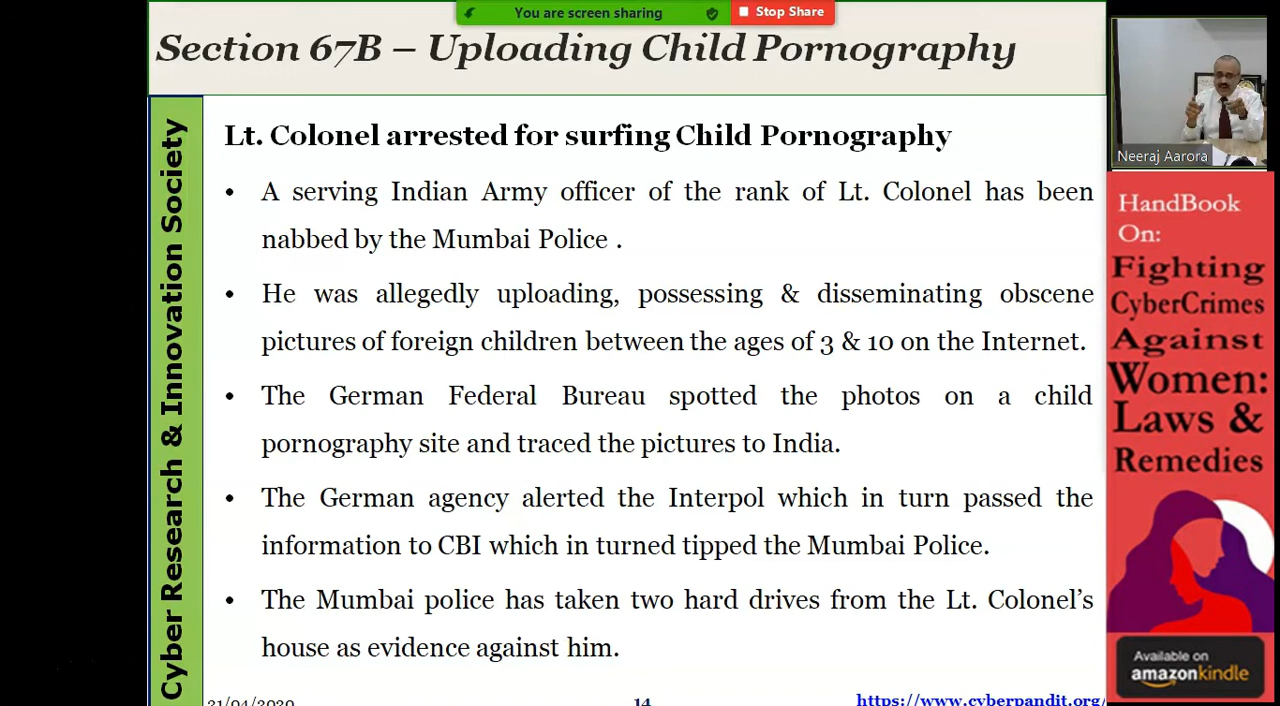 You are screen sharing
Stop Share
Section 67B – Uploading Child Pornography
Cyber Research & Innovation Society
Lt. Colonel arrested for surfing Child Pornography
• A serving Indian Army officer of the rank of Lt. Colonel has been
nabbed by the Mumbai Police .
• He was allegedly uploading, possessing & disseminating obscene
pictures of foreign children between the ages of 3 & 10 on the Internet.
• The German Federal Bureau spotted the photos on a child
pornography site and traced the pictures to India.
• The German agency alerted the Interpol which in turn passed the
information to CBI which in turned tipped the Mumbai Police.
• The Mumbai police has taken two hard drives from the Lt. Colonel's
house as evidence against him.
21/04/2020
14
https://www.cyberpandit.org/
Neeraj Aarora
HandBook
On:
Fighting
CyberCrimes
Against
Women:
Laws &
Remedies
Available on
amazonkindle